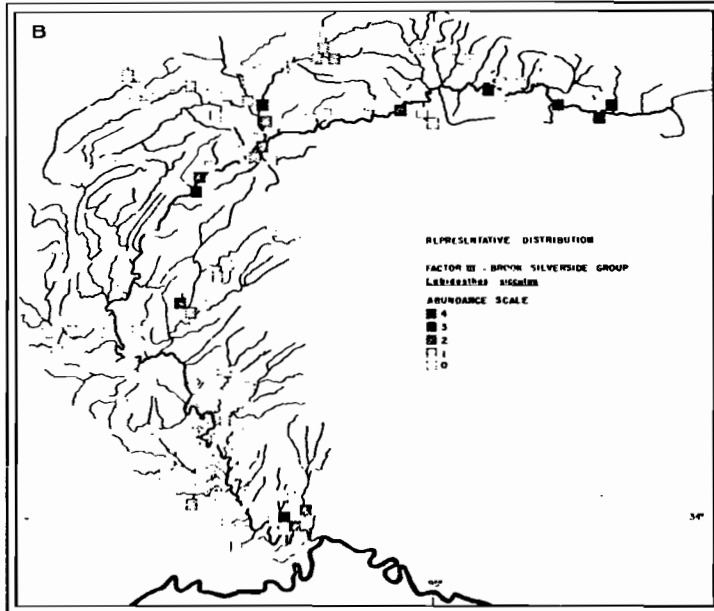 B
REPRESENTATIVE DISTRIBUTION
FACTOR III - BROOK SILVERSIDE GROUP
Labidesthes sicculus
ABUNDANCE SCALE
4
3
2
1
0
34°